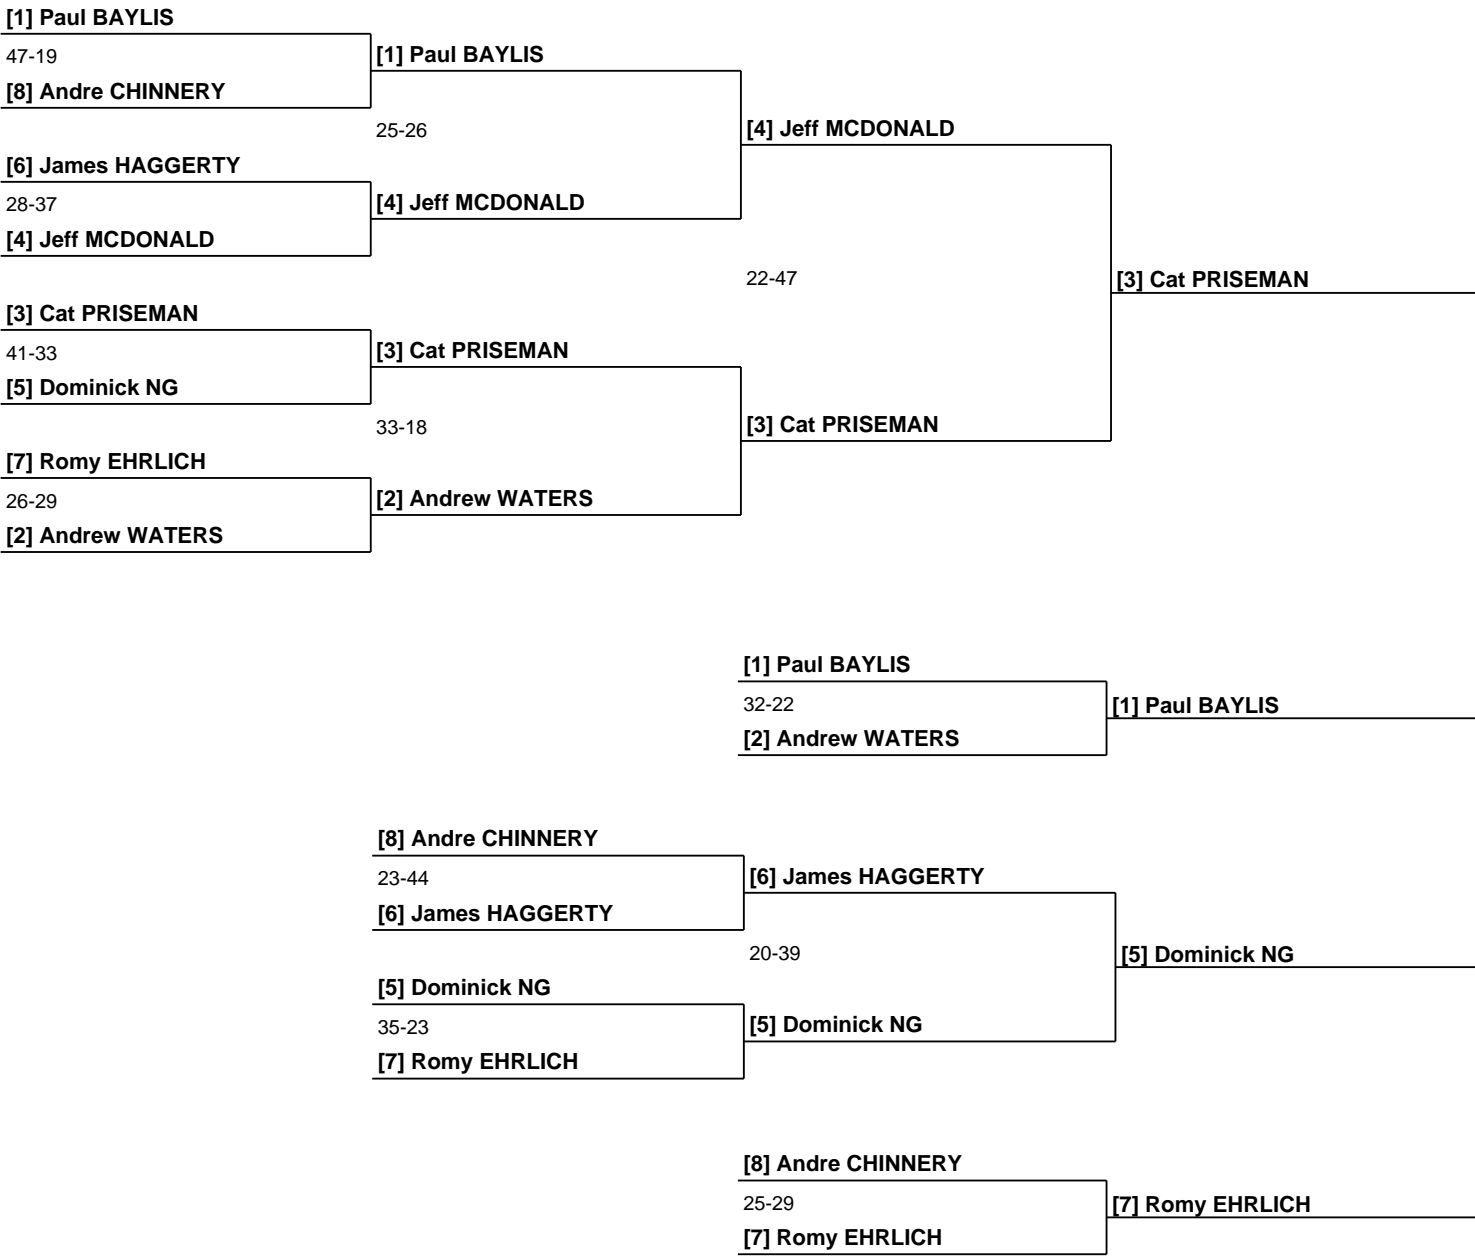 [1] Paul BAYLIS
47-19
[1] Paul BAYLIS
[8] Andre CHINNERY
25-26
[4] Jeff MCDONALD
[6] James HAGGERTY
28-37
[4] Jeff MCDONALD
[4] Jeff MCDONALD
22-47
[3] Cat PRISEMAN
[3] Cat PRISEMAN
41-33
[3] Cat PRISEMAN
[5] Dominick NG
33-18
[3] Cat PRISEMAN
[7] Romy EHRLICH
26-29
[2] Andrew WATERS
[2] Andrew WATERS
[1] Paul BAYLIS
32-22
[1] Paul BAYLIS
[2] Andrew WATERS
[8] Andre CHINNERY
23-44
[6] James HAGGERTY
[6] James HAGGERTY
20-39
[5] Dominick NG
[5] Dominick NG
35-23
[5] Dominick NG
[7] Romy EHRLICH
[8] Andre CHINNERY
25-29
[7] Romy EHRLICH
[7] Romy EHRLICH